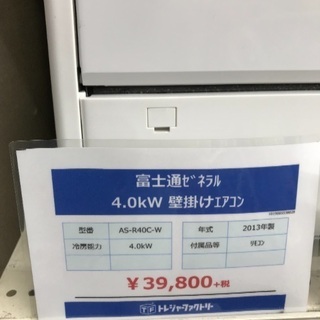 富士通ｾﾞﾈﾗﾙ
4.0kW 壁掛けｴｱｺﾝ
型番 AS-R40C-W 年式 2013年製
冷房能力 4.0kW 付属品等 ﾘﾓｺﾝ
￥39,800+税
TF トレジャーファクトリー